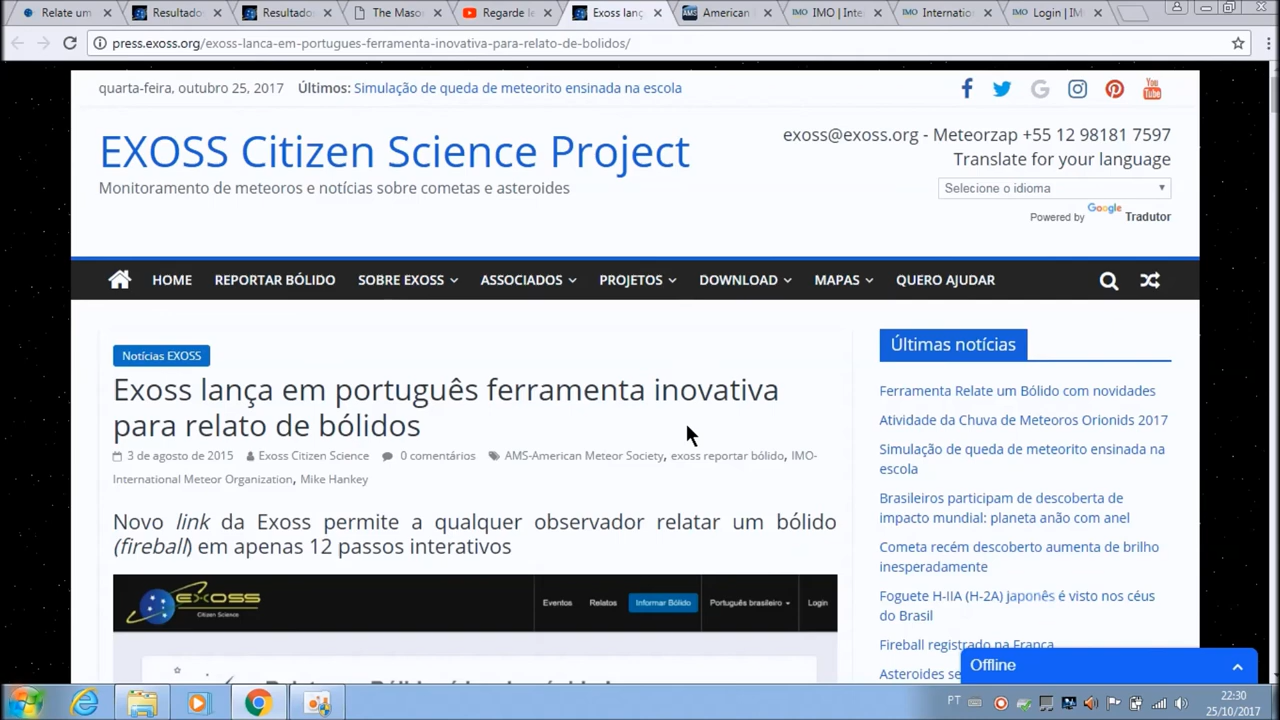 Relate um
Resultado
Resultado
The Maso
Regarde l
Exoss lanç
American
IMO | Inte
Internatio
Login | IM
press.exoss.org/exoss-lanca-em-portugues-ferramenta-inovativa-para-relato-de-bolidos/
quarta-feira, outubro 25, 2017 Últimos: Simulação de queda de meteorito ensinada na escola
EXOSS Citizen Science Project
Monitoramento de meteoros e notícias sobre cometas e asteroides
exoss@exoss.org - Meteorzap +55 12 98181 7597
Translate for your language
Selecione o idioma
Powered by Google Tradutor
HOME REPORTAR BÓLIDO SOBRE EXOSS ASSOCIADOS PROJETOS DOWNLOAD MAPAS QUERO AJUDAR
Notícias EXOSS
Exoss lança em português ferramenta inovativa
para relato de bólidos
3 de agosto de 2015 Exoss Citizen Science 0 comentários AMS-American Meteor Society, exoss reportar bólido, IMO-
International Meteor Organization, Mike Hankey
Novo link da Exoss permite a qualquer observador relatar um bólido
(fireball) em apenas 12 passos interativos
EXOSS
Citizen Science
Eventos Relatos Informar Bólido Português brasileiro Login
Últimas notícias
Ferramenta Relate um Bólido com novidades
Atividade da Chuva de Meteoros Orionids 2017
Simulação de queda de meteorito ensinada na
escola
Brasileiros participam de descoberta de
impacto mundial: planeta anão com anel
Cometa recém descoberto aumenta de brilho
inesperadamente
Foguete H-IIA (H-2A) japonês é visto nos céus
do Brasil
Fireball registrado na França
Asteroides se
Offline
PT
22:30
25/10/2017